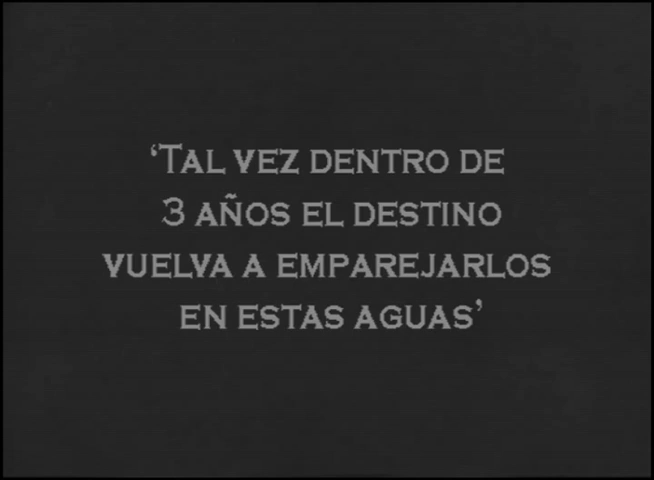 ‘TAL VEZ DENTRO DE
3 AÑOS EL DESTINO
VUELVA A EMPAREJARLOS
EN ESTAS AGUAS’